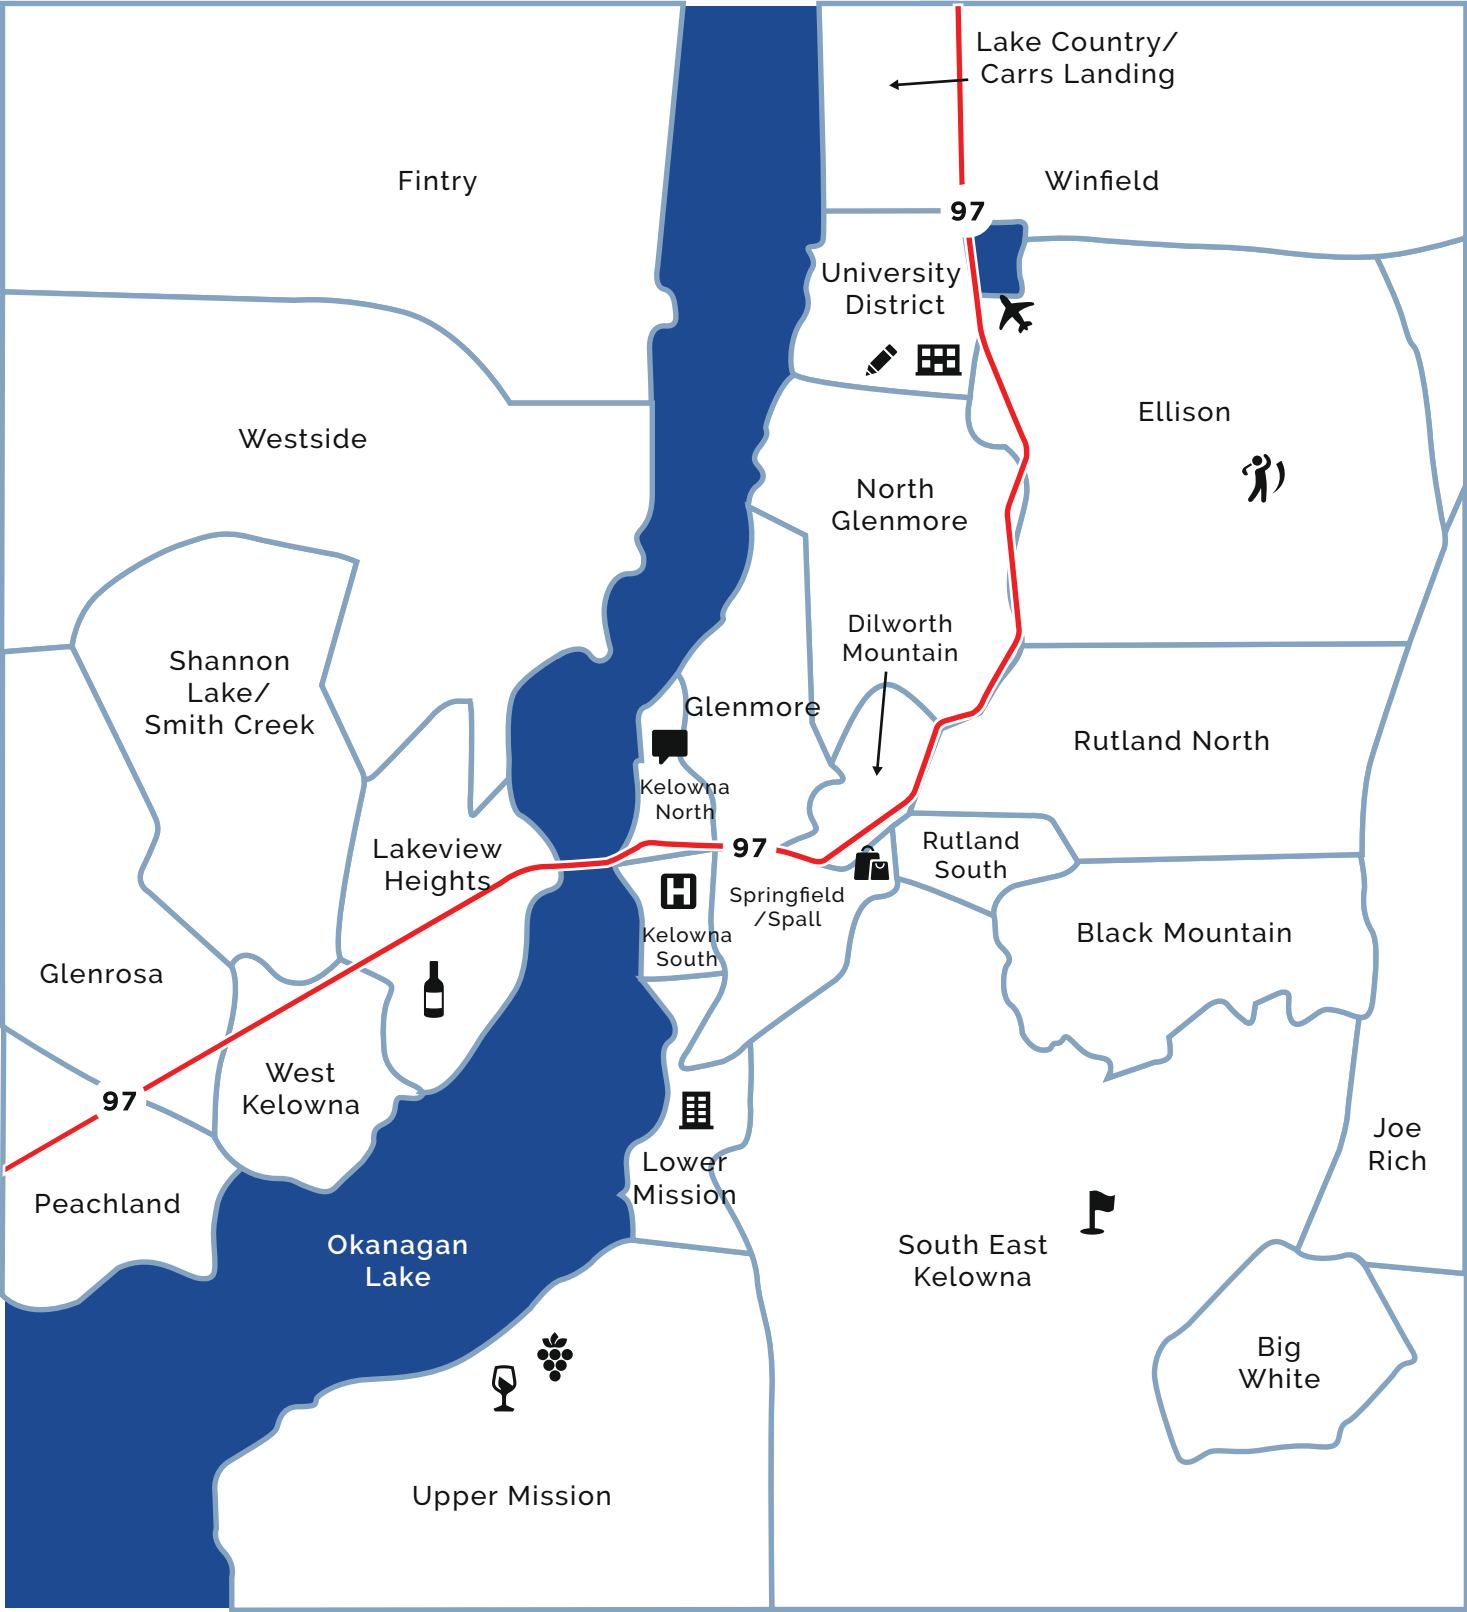 Lake Country/
Carrs Landing
Fintry
Winfield
97
University
District
Ellison
Westside
North
Glenmore
Dilworth
Mountain
Shannon
Lake/
Smith Creek
Glenmore
Rutland North
Kelowna
North
Lakeview
Heights
97
Rutland
South
H
Springfield
/Spall
Kelowna
South
Black Mountain
Glenrosa
West
Kelowna
97
Joe
Rich
Lower
Mission
Peachland
Okanagan
Lake
South East
Kelowna
Big
White
Upper Mission